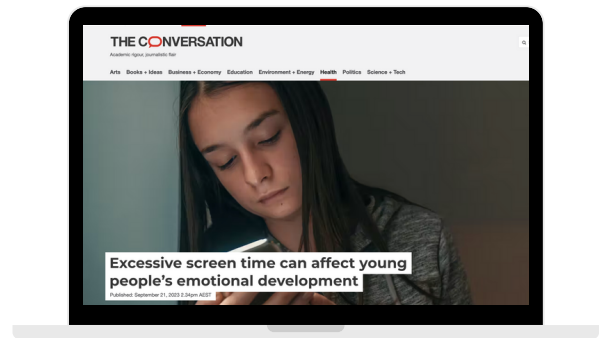 THE CONVERSATION
Academic rigour, journalistic flair
Arts Books + Ideas Business + Economy Education Environment + Energy Health Politics Science + Tech
Excessive screen time can affect young
people's emotional development
Published: September 21, 2023 2.34pm AEST